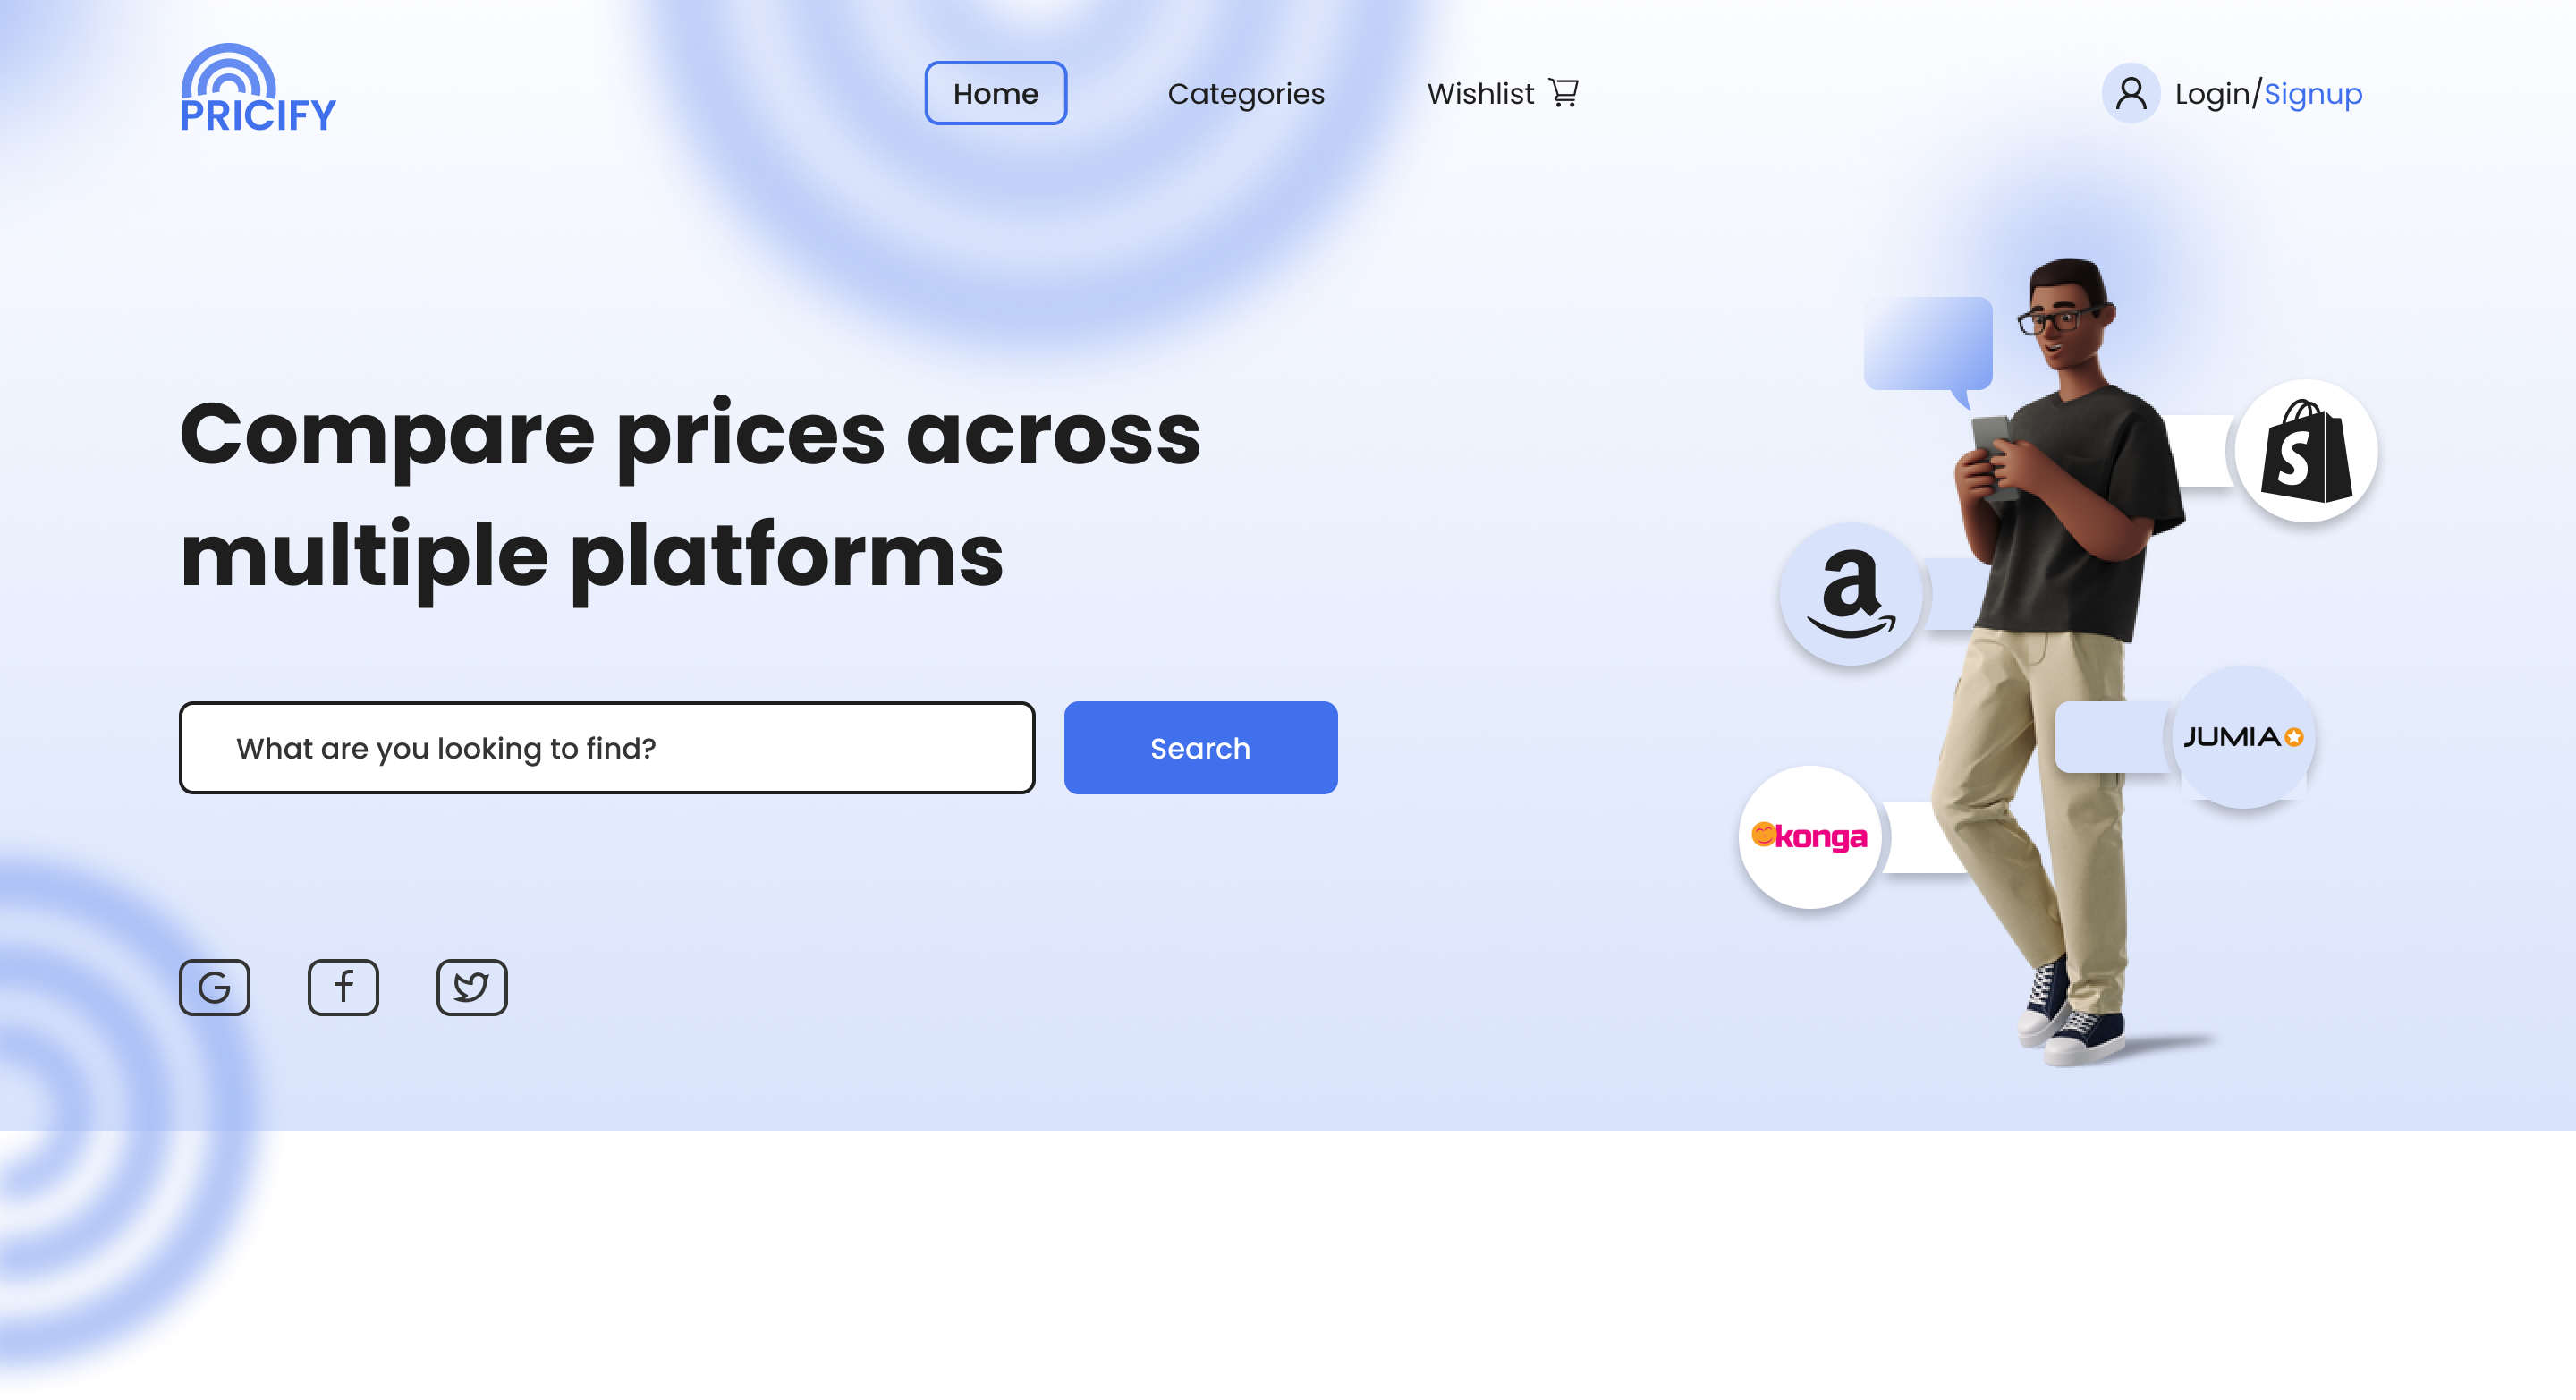 PRICIFY
Home
Categories
Wishlist
Login/Signup
Compare prices across
multiple platforms
What are you looking to find?
Search
S
a
JUMIA
konga
G
f